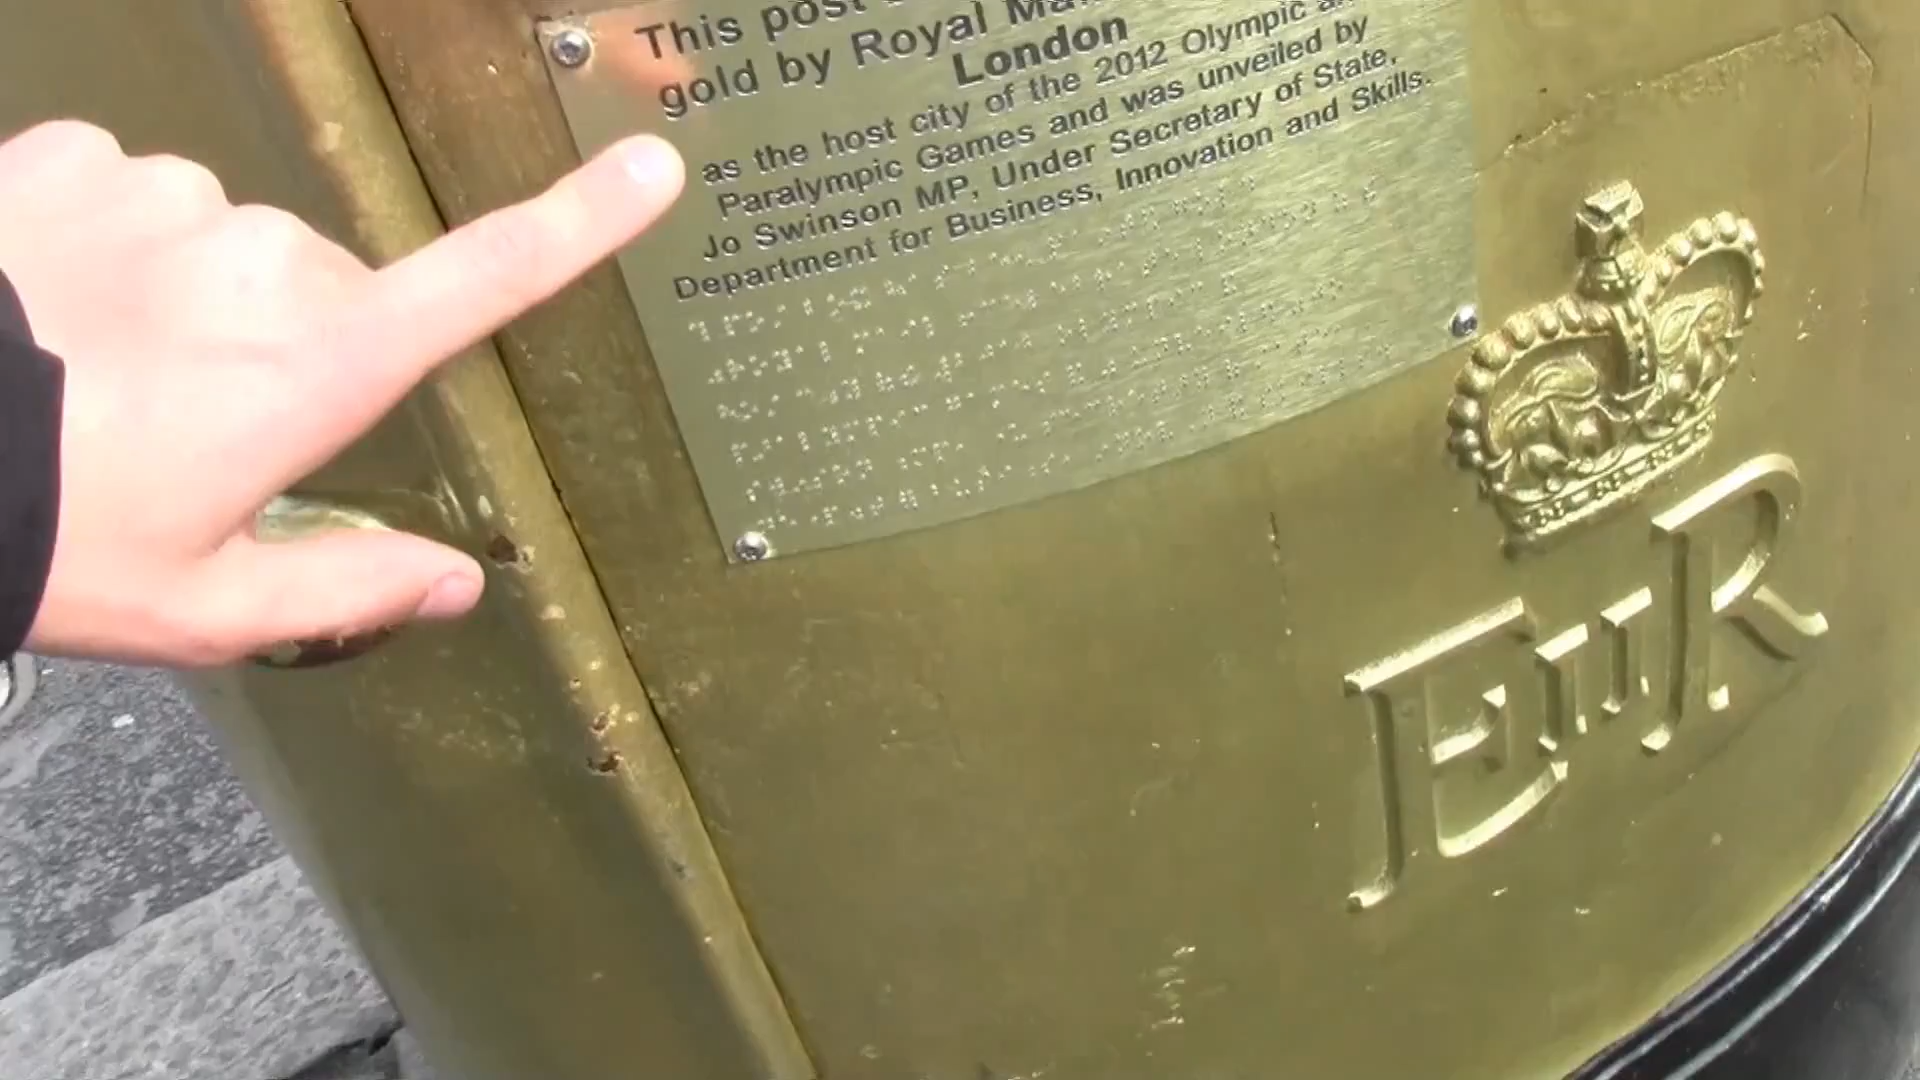 This post
gold by Royal Mail
London
as the host city of the 2012 Olympic
Paralympic Games and was unveiled by
Jo Swinson MP, Under Secretary of State,
Department for Business, Innovation and Skills.
EIIR